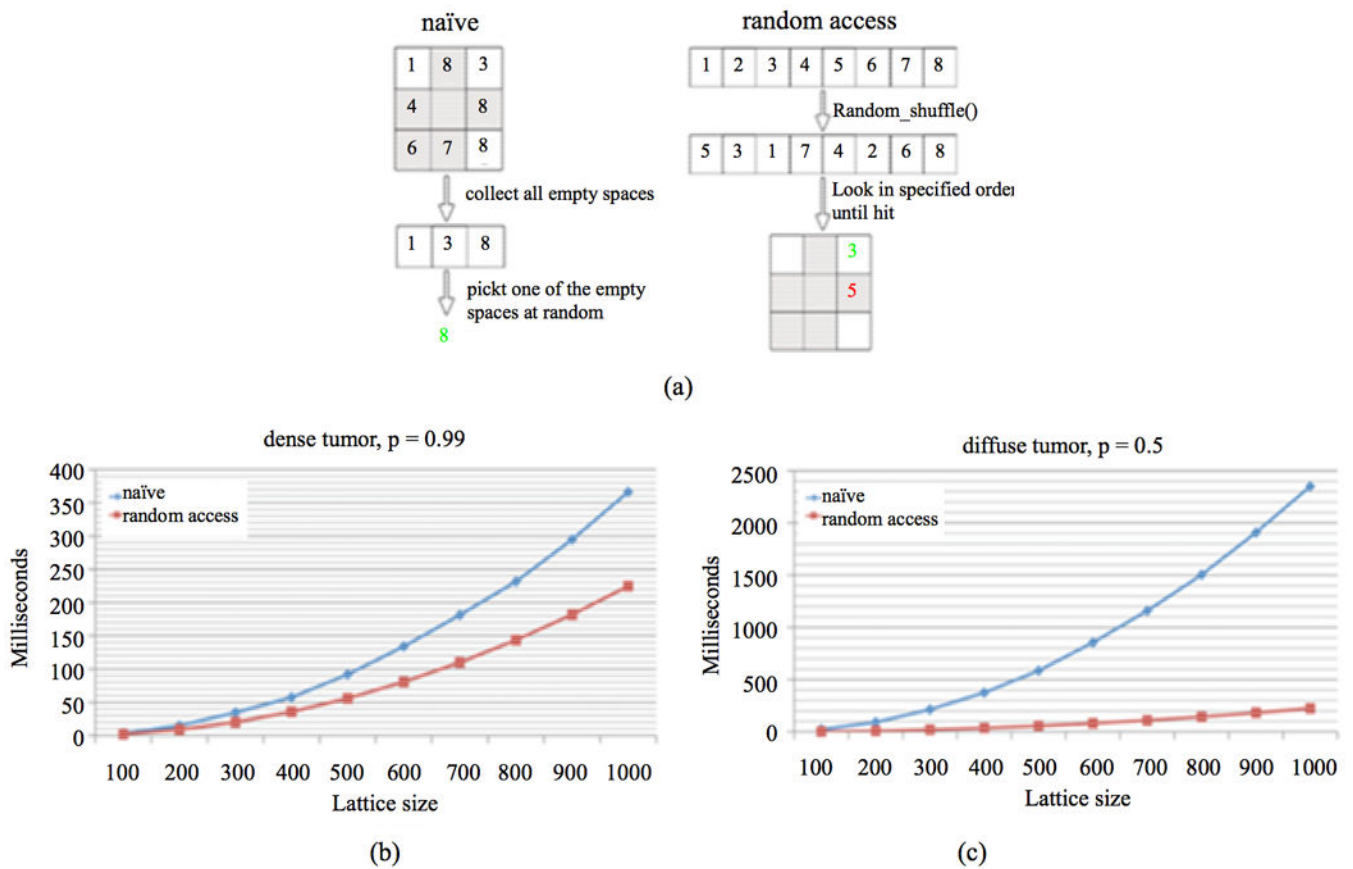 naïve
1 8 3
4 8
6 7 8
collect all empty spaces
1 3 8
pickt one of the empty
spaces at random
8
random access
1 2 3 4 5 6 7 8
Random_shuffle()
5 3 1 7 4 2 6 8
Look in specified order
until hit
3
5
(a)
dense tumor, p = 0.99
400
350
300
250
200
150
100
50
0
naïve
random access
Milliseconds
100 200 300 400 500 600 700 800 900 1000
Lattice size
(b)
diffuse tumor, p = 0.5
2500
2000
1500
1000
500
0
naïve
random access
Milliseconds
100 200 300 400 500 600 700 800 900 1000
Lattice size
(c)